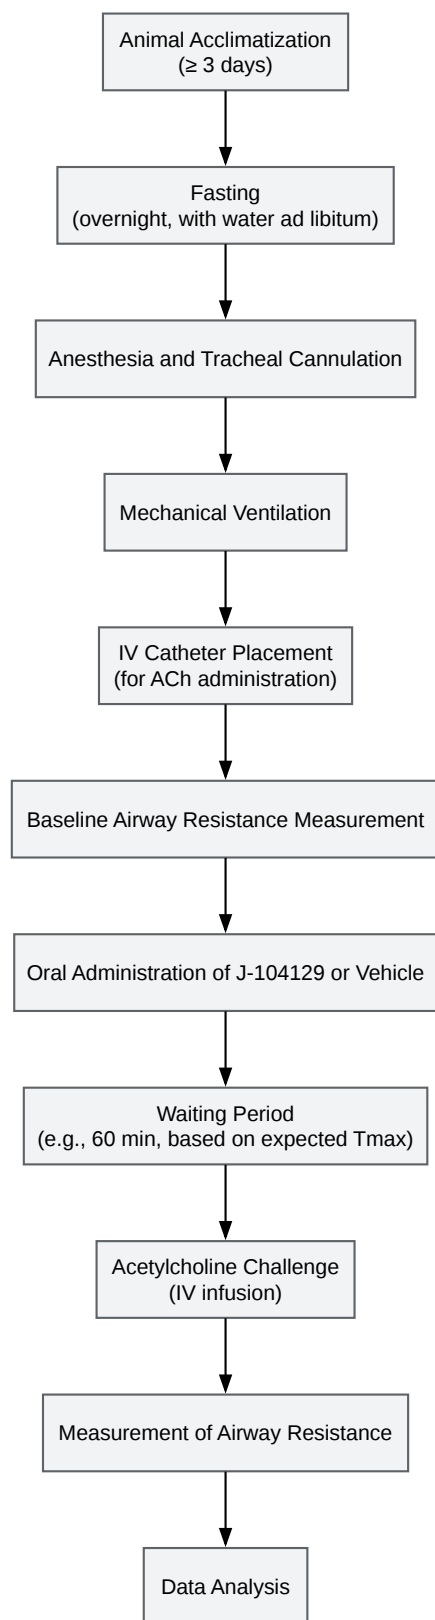 Animal Acclimatization
(≥ 3 days)
Fasting
(overnight, with water ad libitum)
Anesthesia and Tracheal Cannulation
Mechanical Ventilation
IV Catheter Placement
(for ACh administration)
Baseline Airway Resistance Measurement
Oral Administration of J-104129 or Vehicle
Waiting Period
(e.g., 60 min, based on expected Tmax)
Acetylcholine Challenge
(IV infusion)
Measurement of Airway Resistance
Data Analysis